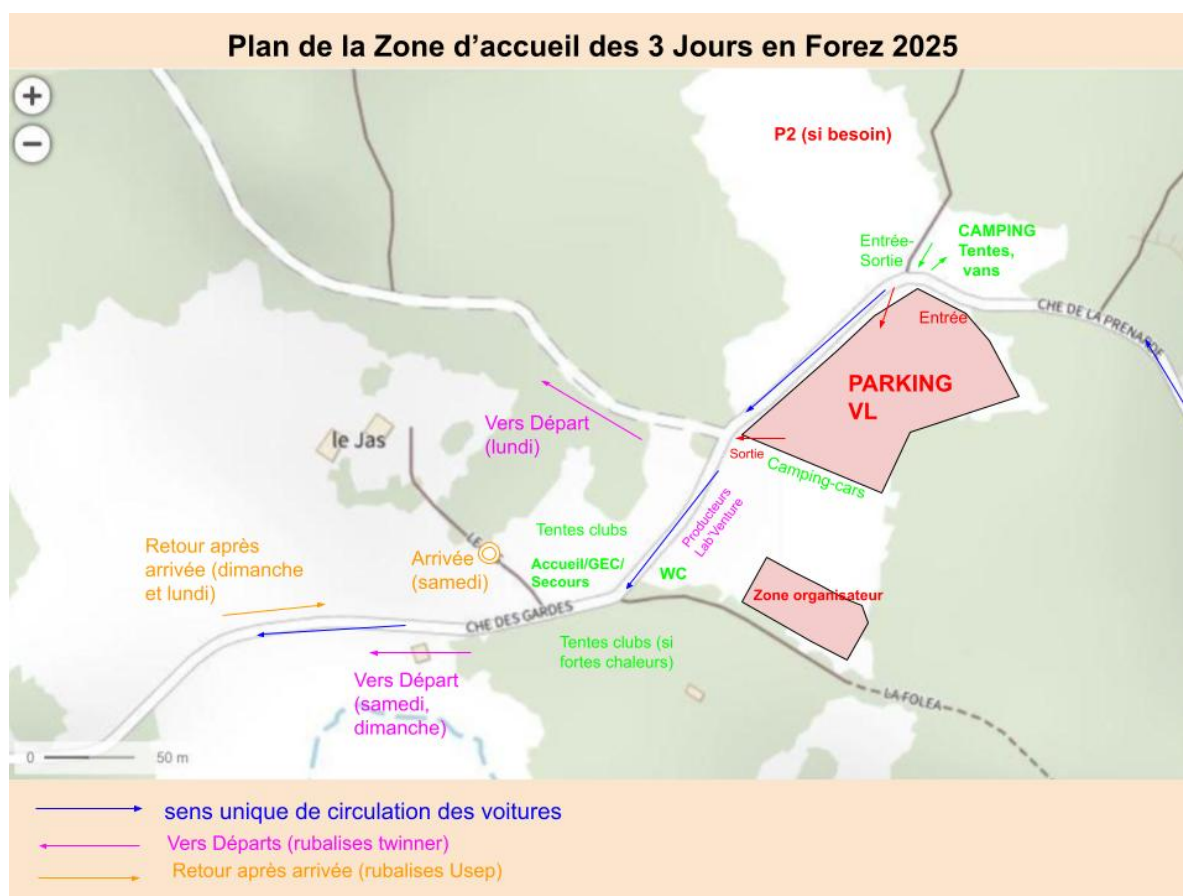 Plan de la Zone d'accueil des 3 Jours en Forez 2025
+
−
P2 (si besoin)
Entrée-
Sortie
CAMPING
Tentes,
vans
CHE DE LA PRENARDE
Entrée
PARKING
VL
Vers Départ
(lundi)
le Jas
Sortie
Camping-cars
Producteurs
Lab'Venture
Tentes clubs
Retour après
arrivée (dimanche
et lundi)
Arrivée
(samedi)
LE
Accueil/GEC/
Secours
WC
Zone organisateur
CHE DES GARDES
Tentes clubs (si
fortes chaleurs)
Vers Départ
(samedi,
dimanche)
LA FOLEA
0 50 m
sens unique de circulation des voitures
Vers Départs (rubalises twinner)
Retour après arrivée (rubalises Usep)